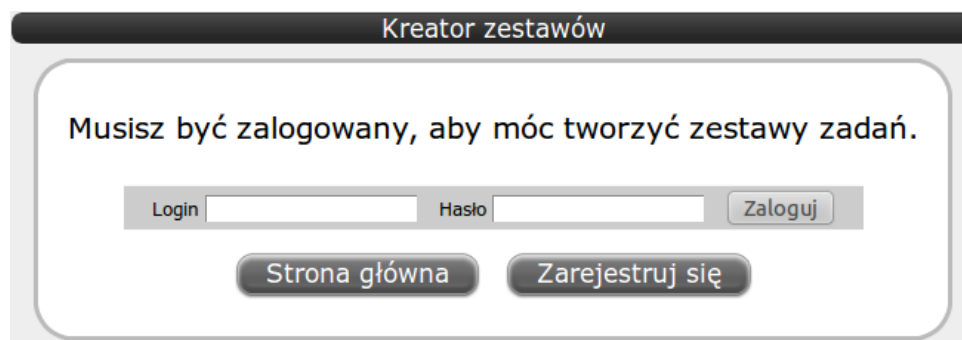 Kreator zestawów
Musisz być zalogowany, aby móc tworzyć zestawy zadań.
Login Hasło Zaloguj
Strona główna Zarejestruj się